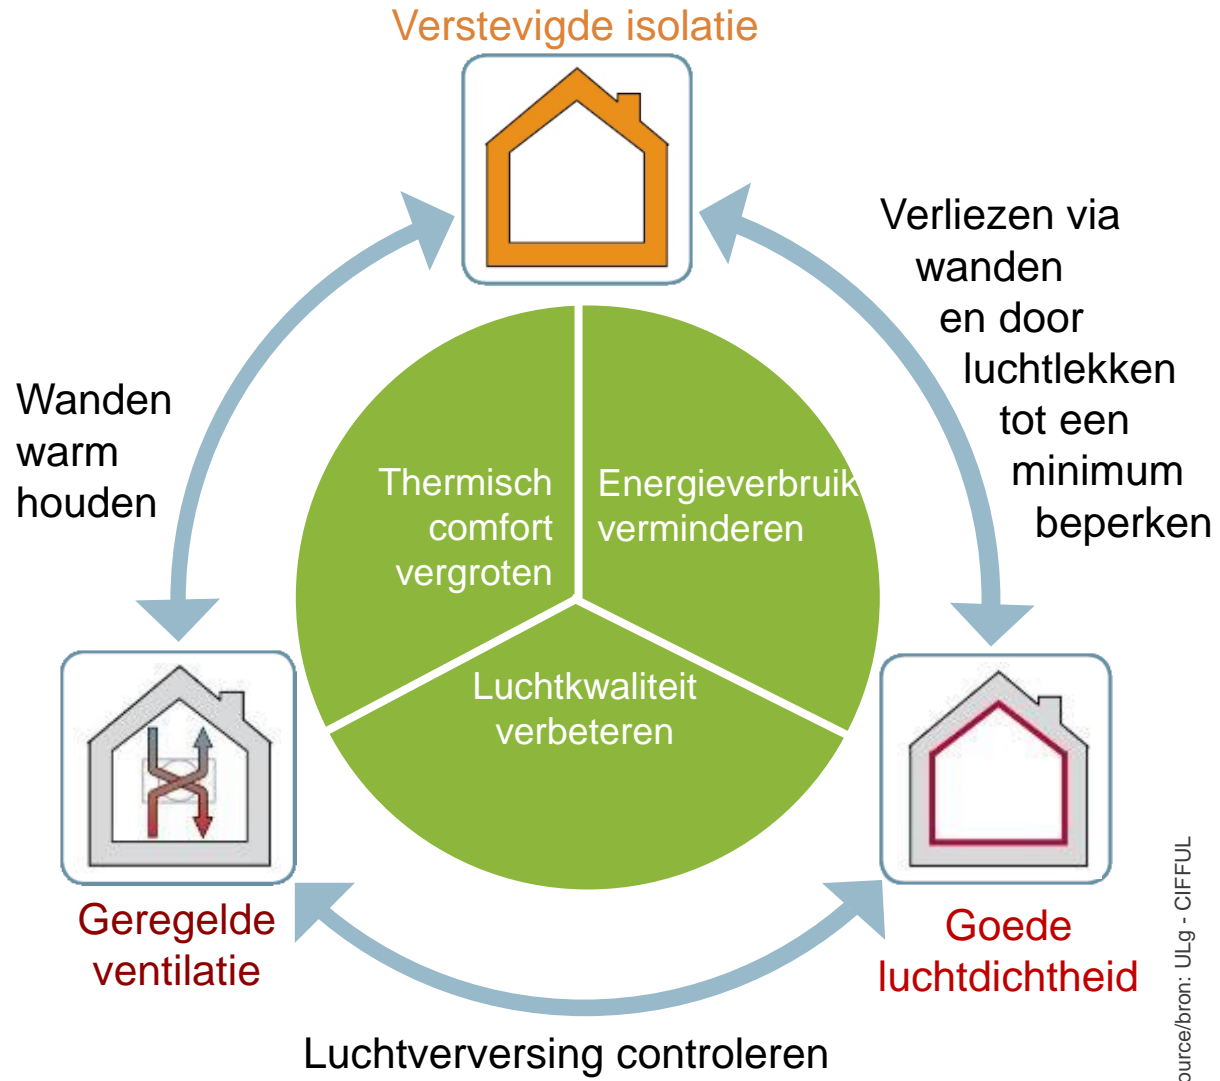 Verstevigde isolatie
Verliezen via
wanden
en door
luchtlekken
tot een
minimum
beperken
Wanden
warm
houden
Thermisch
comfort
vergroten
Energieverbruik
verminderen
Luchtkwaliteit
verbeteren
Geregelde
ventilatie
Goede
luchtdichtheid
Luchtverversing controleren
ource/bron: ULg - CIFFUL